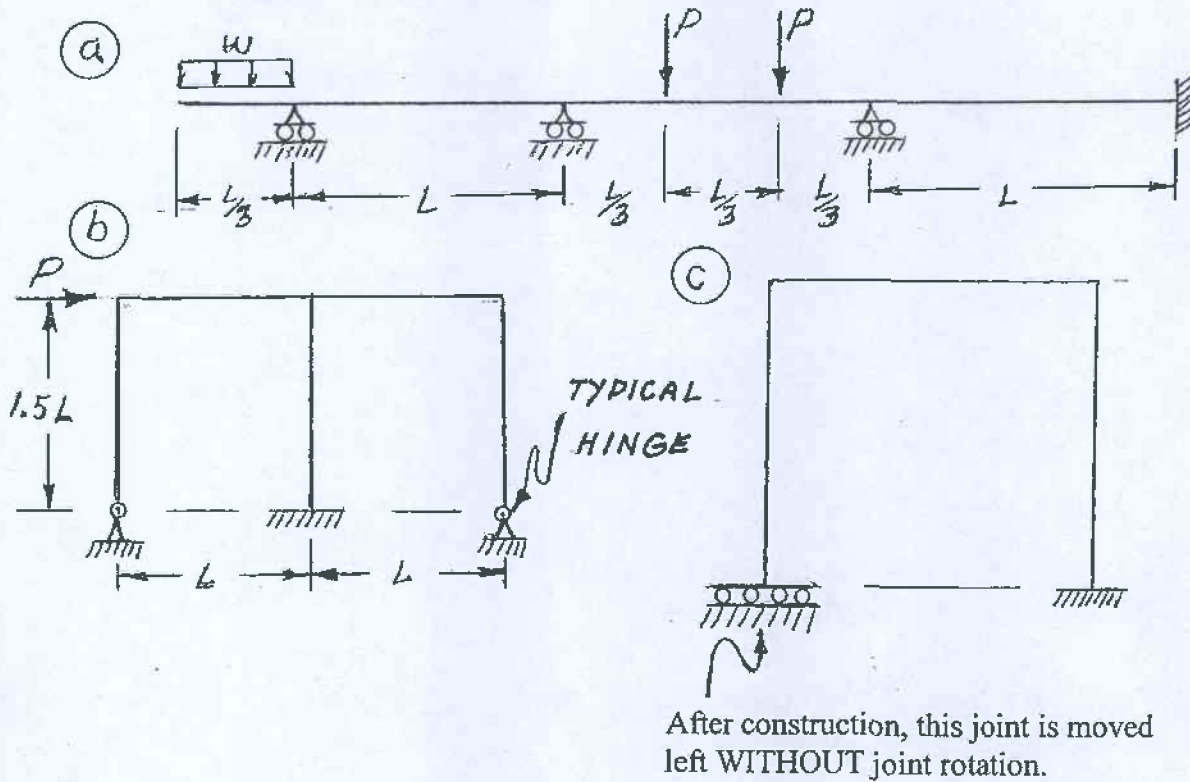 a
w
P P
L/3 L L/3 L/3 L/3 L
b
P
1.5L
L L
TYPICAL
HINGE
c
After construction, this joint is moved
left WITHOUT joint rotation.